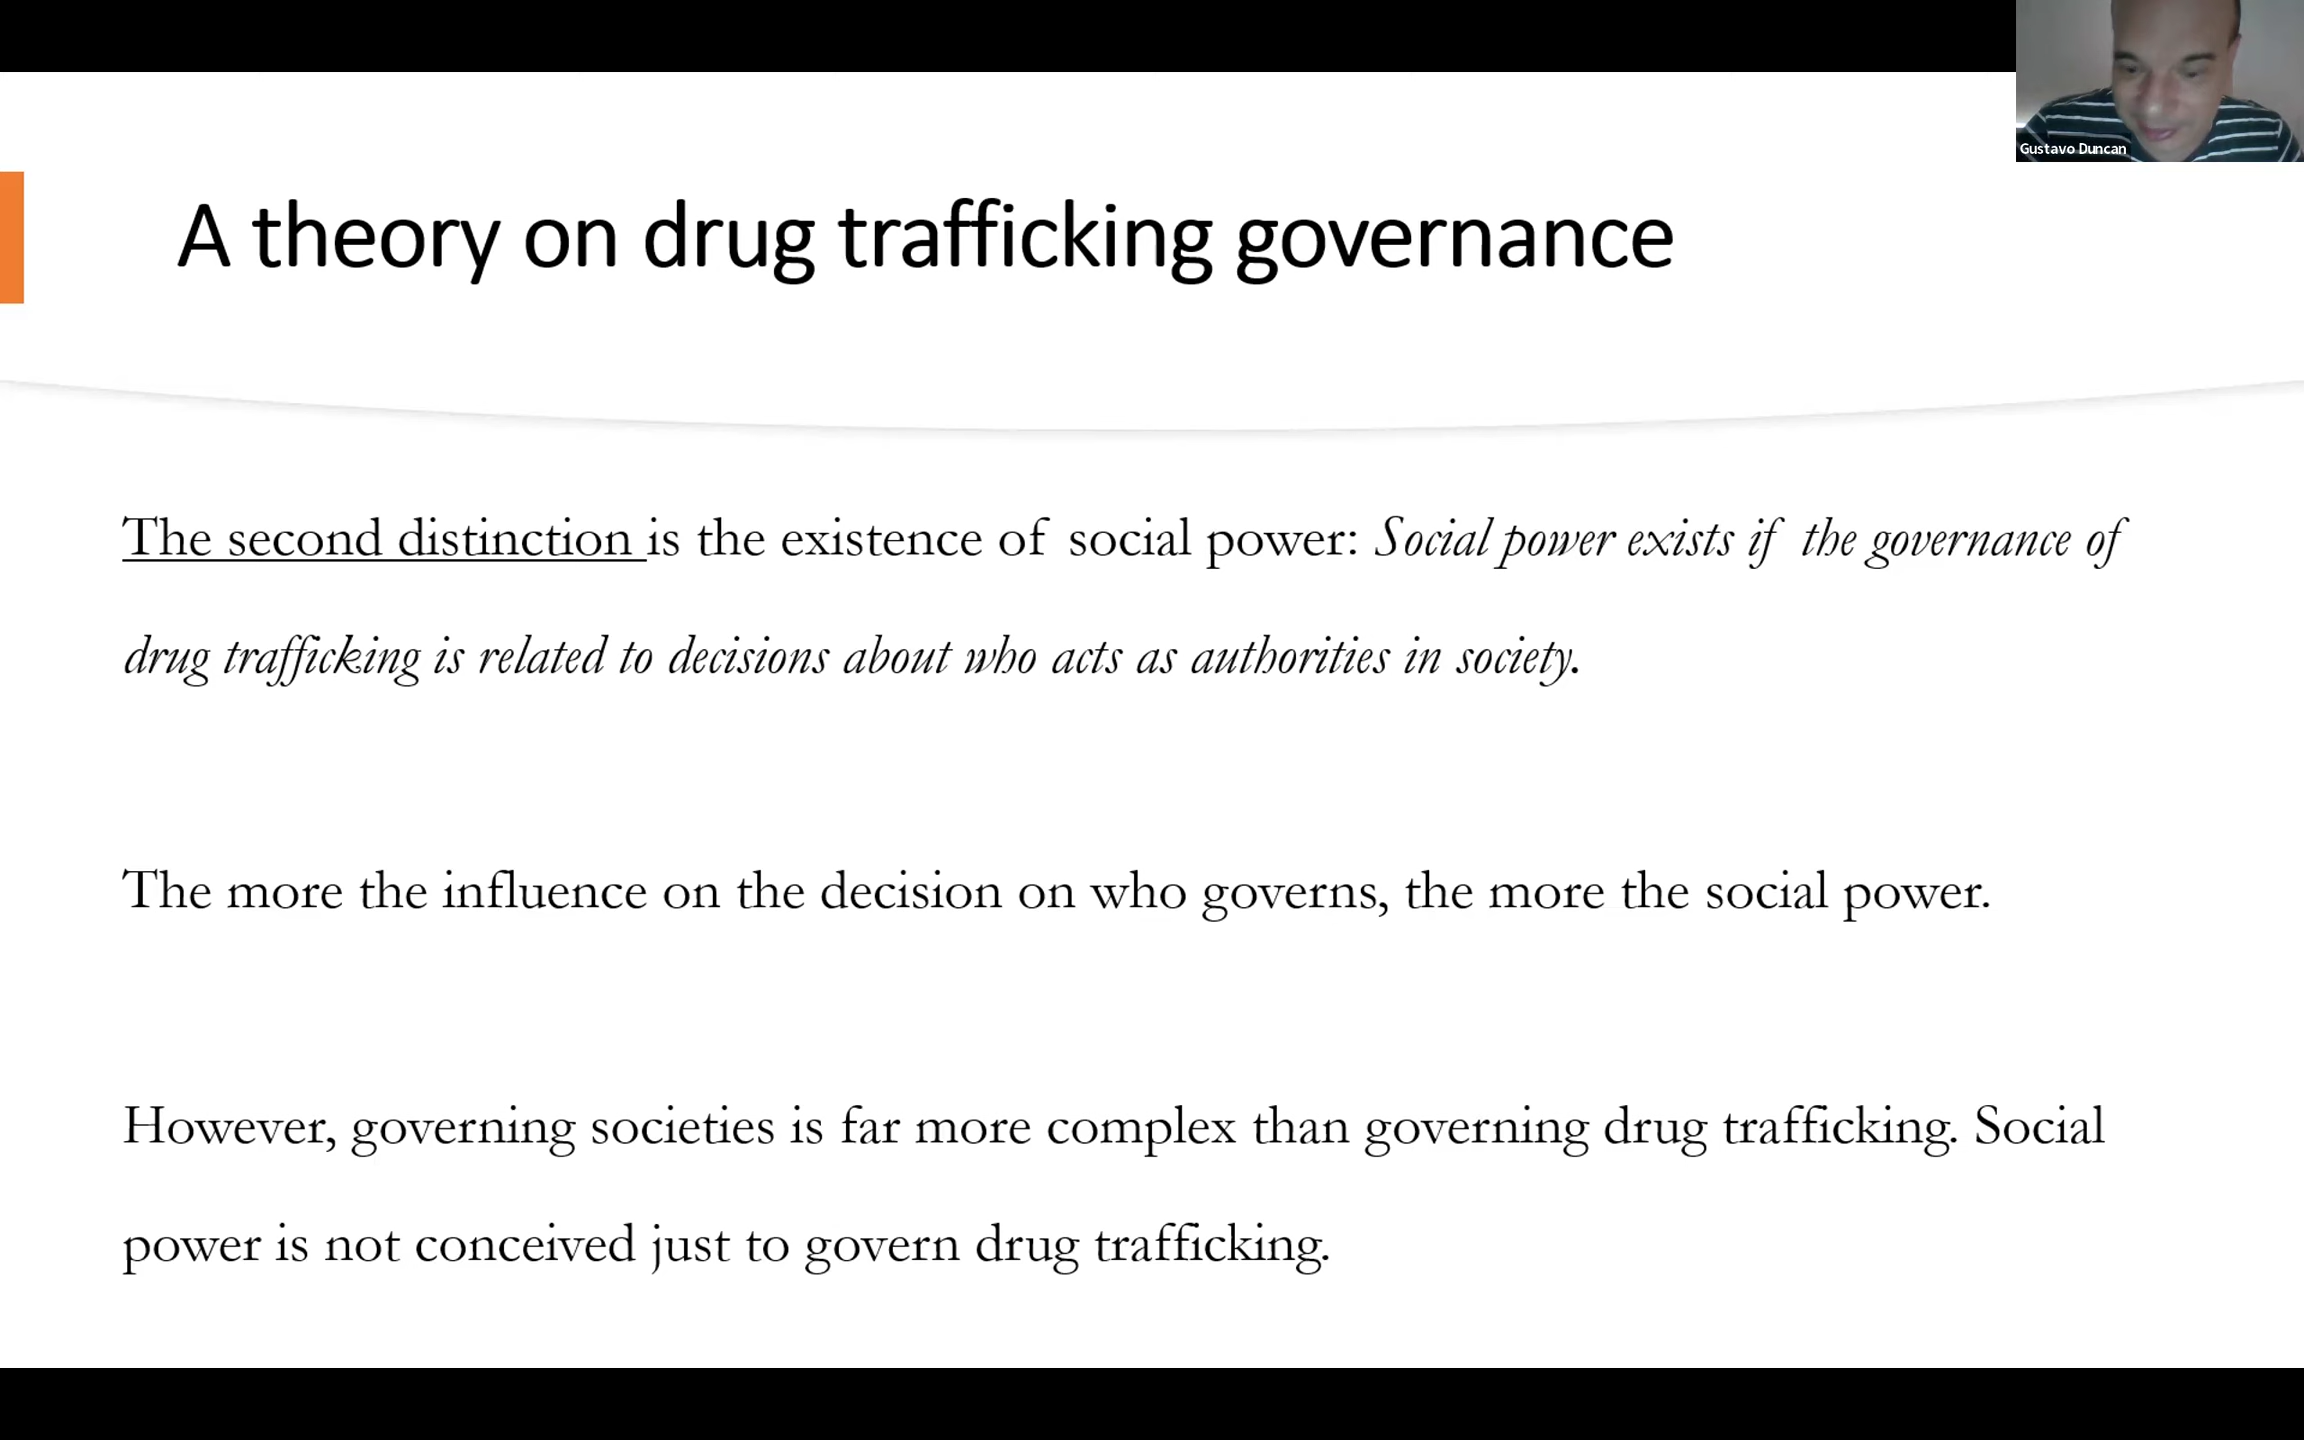 Gustavo Duncan
A theory on drug trafficking governance
The second distinction is the existence of social power: Social power exists if the governance of
drug trafficking is related to decisions about who acts as authorities in society.
The more the influence on the decision on who governs, the more the social power.
However, governing societies is far more complex than governing drug trafficking. Social
power is not conceived just to govern drug trafficking.